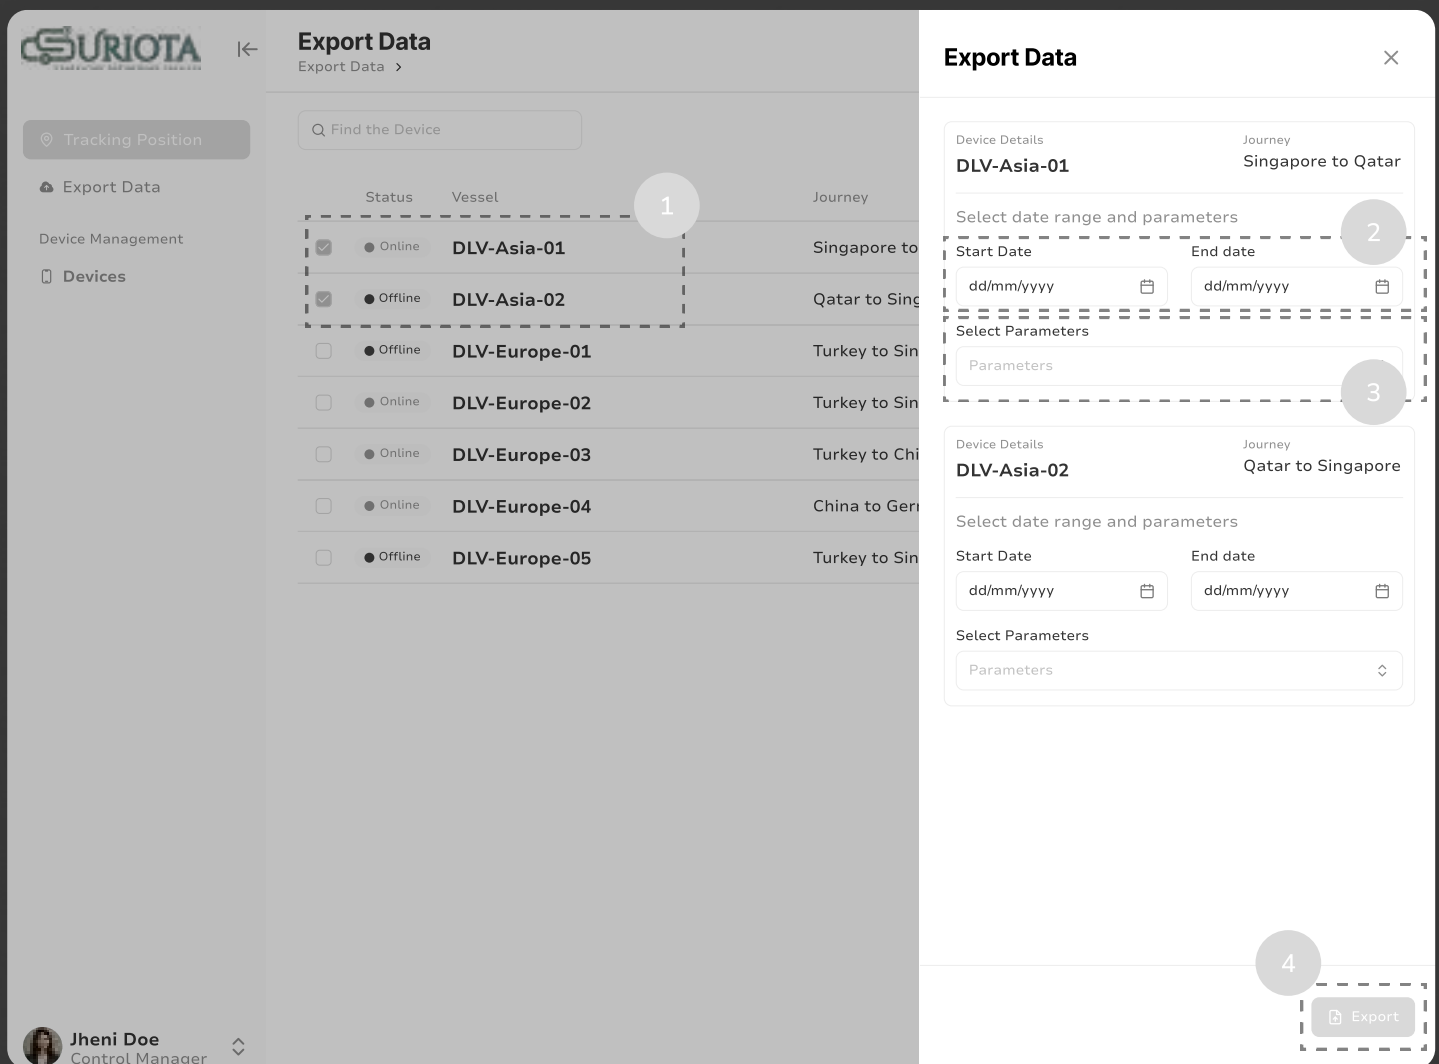 SURIOTA
Export Data
Export Data
Tracking Position
Export Data
Device Management
Devices
Find the Device
Status Vessel Journey
1
Online DLV-Asia-01 Singapore to
Offline DLV-Asia-02 Qatar to Sing
Offline DLV-Europe-01 Turkey to Sin
Online DLV-Europe-02 Turkey to Sin
Online DLV-Europe-03 Turkey to Chi
Online DLV-Europe-04 China to Ger
Offline DLV-Europe-05 Turkey to Sin
Jheni Doe
Control Manager
Export Data
Device Details Journey
DLV-Asia-01 Singapore to Qatar
Select date range and parameters
2
Start Date End date
dd/mm/yyyy dd/mm/yyyy
Select Parameters
Parameters
3
Device Details Journey
DLV-Asia-02 Qatar to Singapore
Select date range and parameters
Start Date End date
dd/mm/yyyy dd/mm/yyyy
Select Parameters
Parameters
4
Export